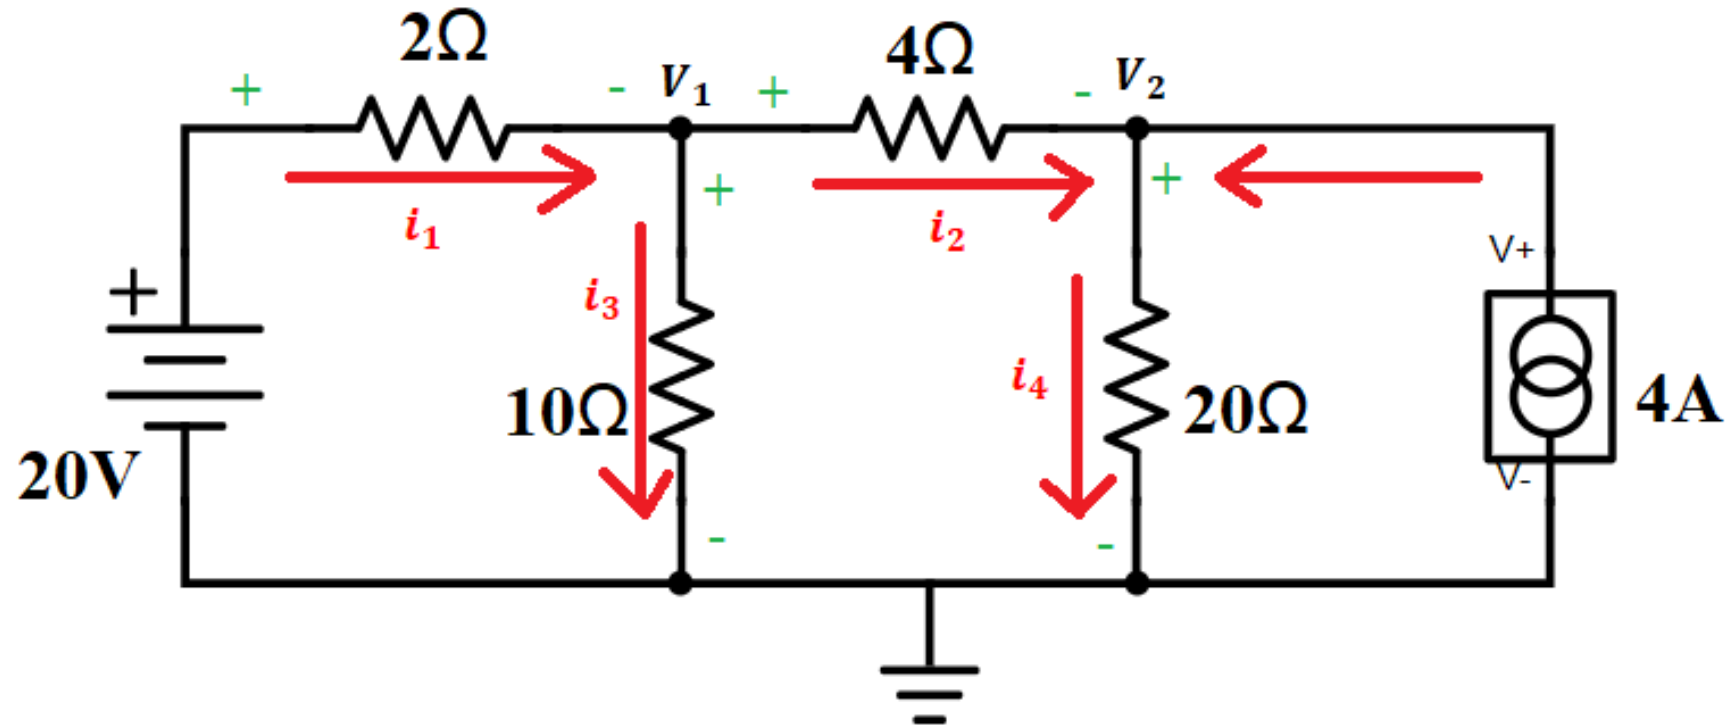 2Ω
4Ω
+
-
V₁
+
-
V₂
+
+
i₁
i₂
V+
+
i₃
i₄
10Ω
20Ω
4A
20V
V-
-
-